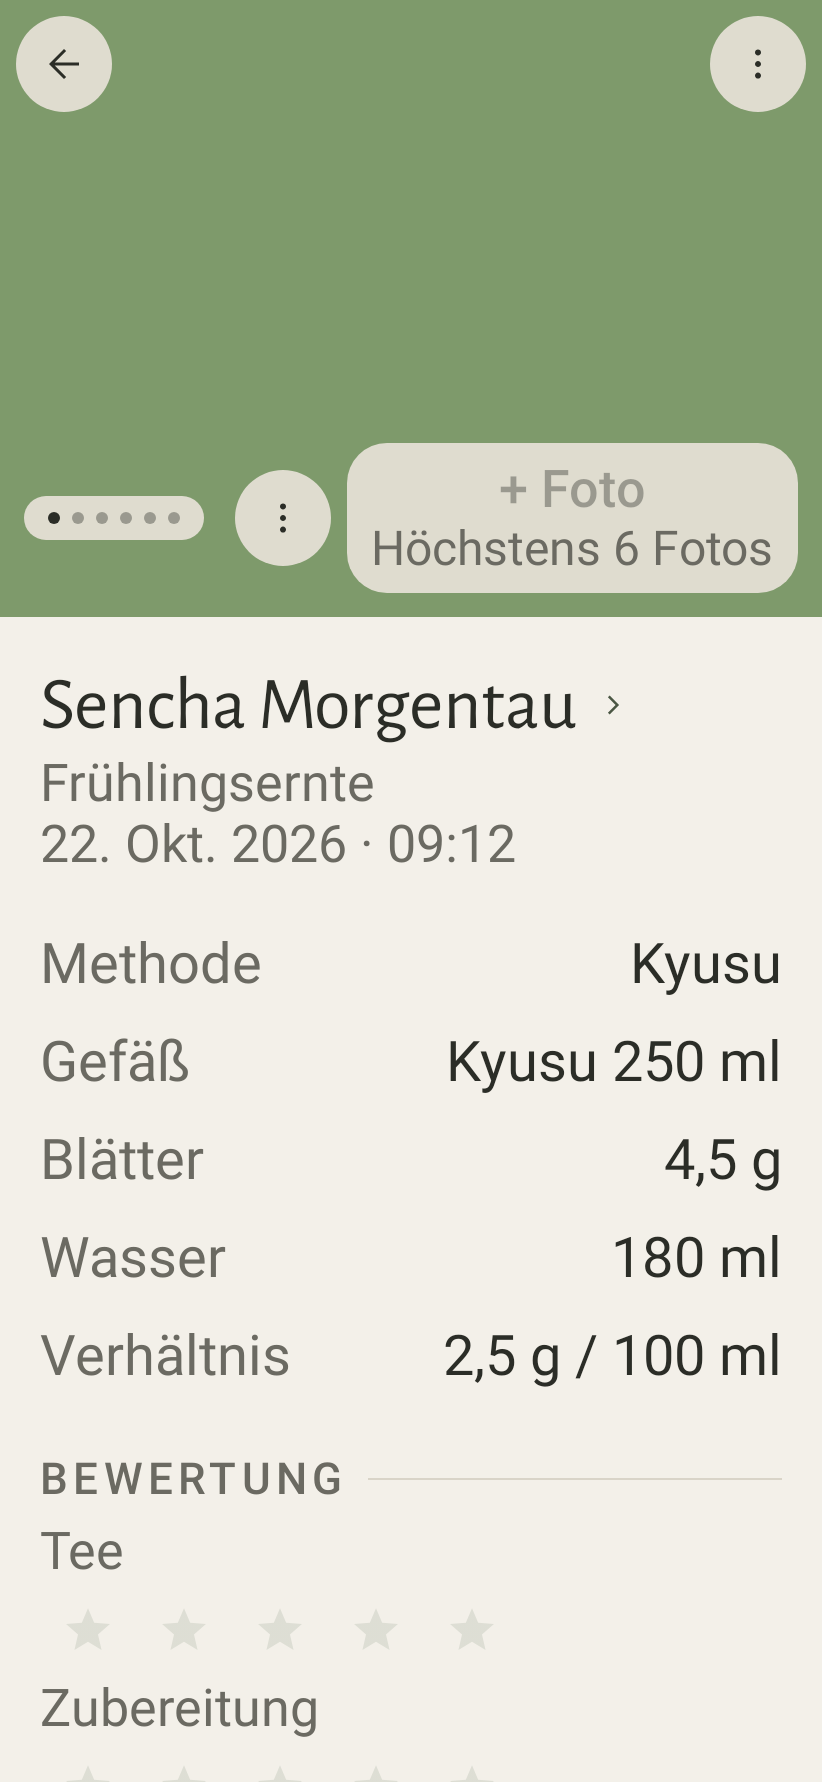 + Foto
Höchstens 6 Fotos
Sencha Morgentau
Frühlingsernte
22. Okt. 2026 · 09:12
Methode Kyusu
Gefäß Kyusu 250 ml
Blätter 4,5 g
Wasser 180 ml
Verhältnis 2,5 g / 100 ml
BEWERTUNG
Tee
Zubereitung